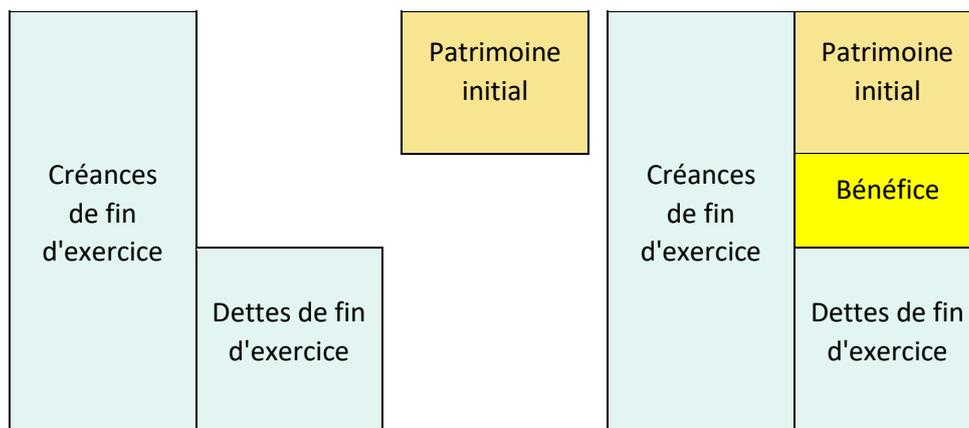 Créances
de fin
d'exercice
Dettes de fin
d'exercice
Patrimoine
initial
Créances
de fin
d'exercice
Patrimoine
initial
Bénéfice
Dettes de fin
d'exercice